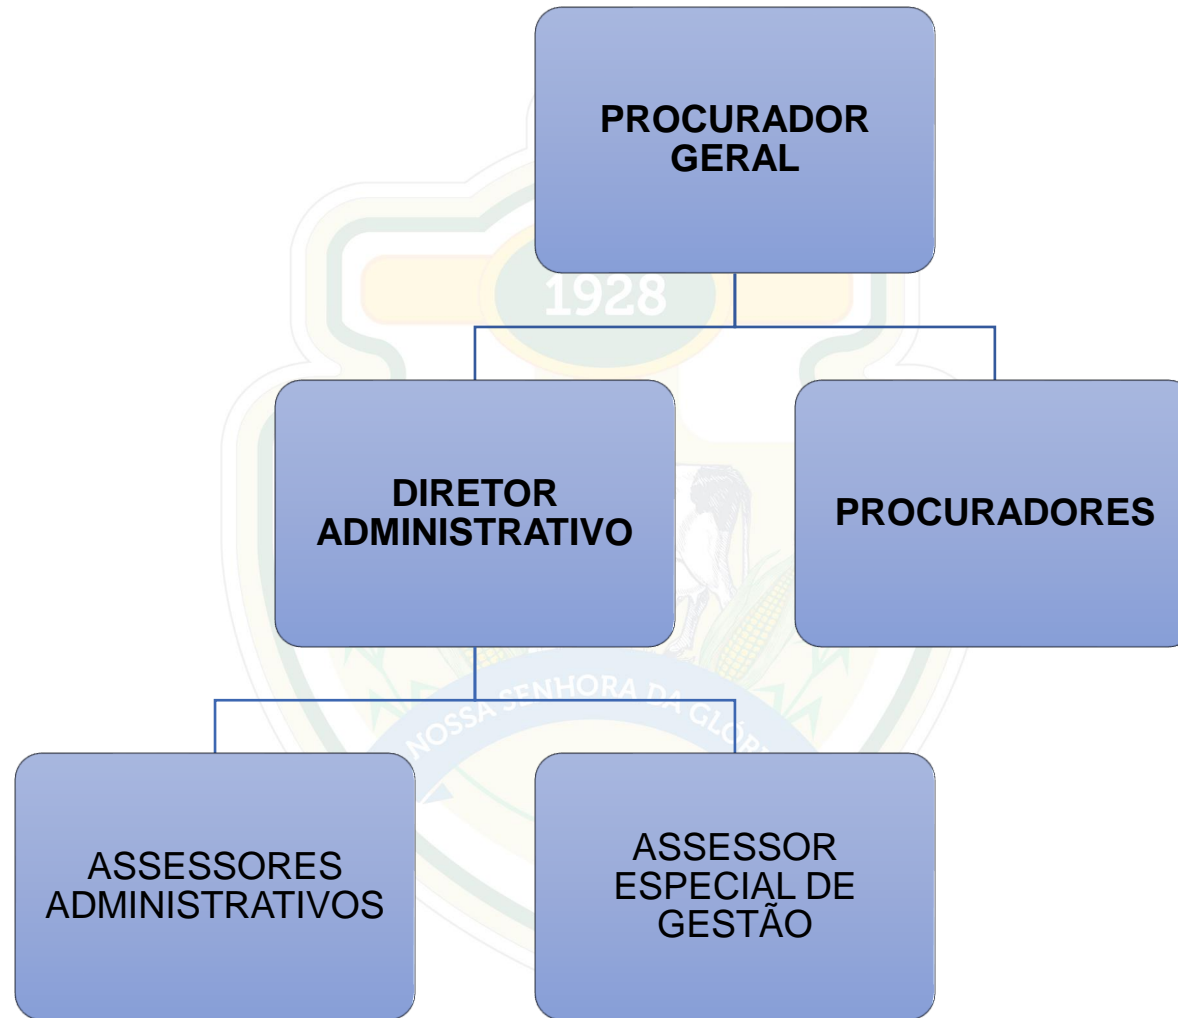 PROCURADOR
GERAL
1928
DIRETOR
ADMINISTRATIVO
PROCURADORES
NOSSA SENHORA DA
ASSESSORES
ADMINISTRATIVOS
ASSESSOR
ESPECIAL DE
GESTÃO